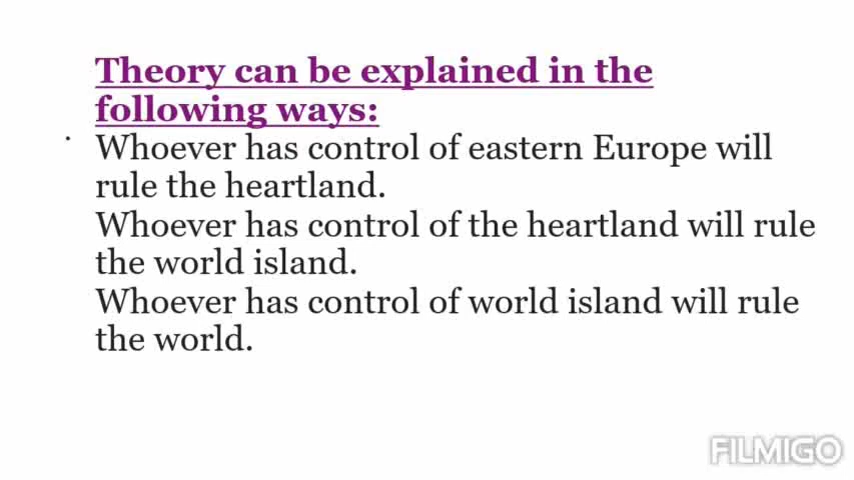 Theory can be explained in the
following ways:
Whoever has control of eastern Europe will
rule the heartland.
Whoever has control of the heartland will rule
the world island.
Whoever has control of world island will rule
the world.
FILMIGO